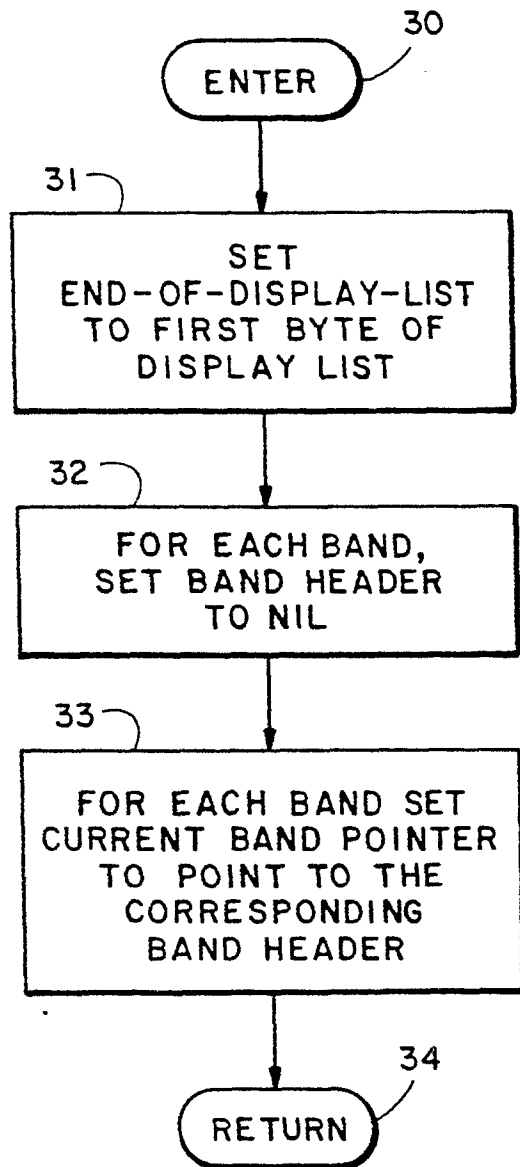 30
ENTER
31
SET
END-OF-DISPLAY-LIST
TO FIRST BYTE OF
DISPLAY LIST
32
FOR EACH BAND,
SET BAND HEADER
TO NIL
33
FOR EACH BAND SET
CURRENT BAND POINTER
TO POINT TO THE
CORRESPONDING
BAND HEADER
34
RETURN